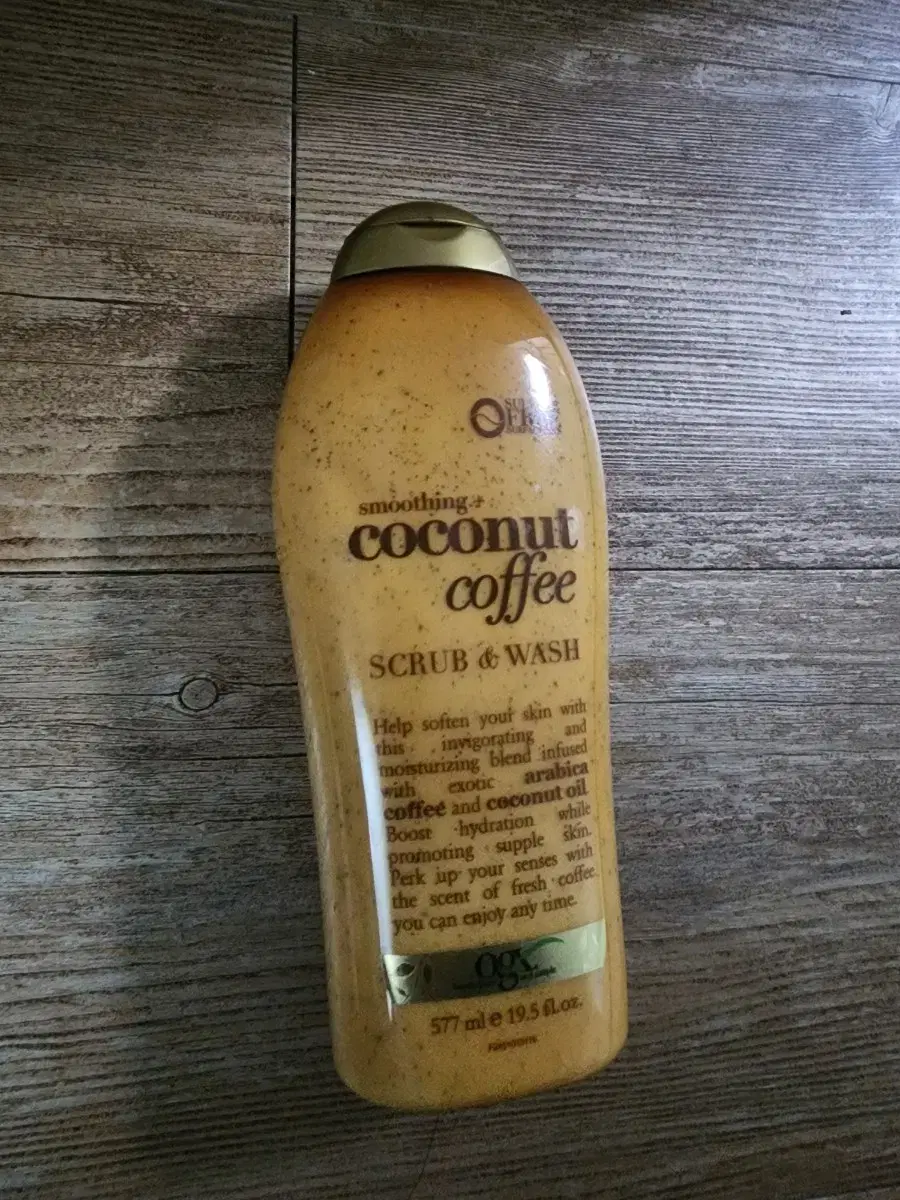 smoothing +
coconut
coffee
SCRUB & WASH
Help soften your skin with
this invigorating and
moisturizing blend infused
with exotic arabica
coffee and coconut oil.
Boost hydration while
promoting supple skin.
Perk up your senses with
the scent of fresh coffee
you can enjoy any time.
ogx
577 ml e 19.5 fl. oz.